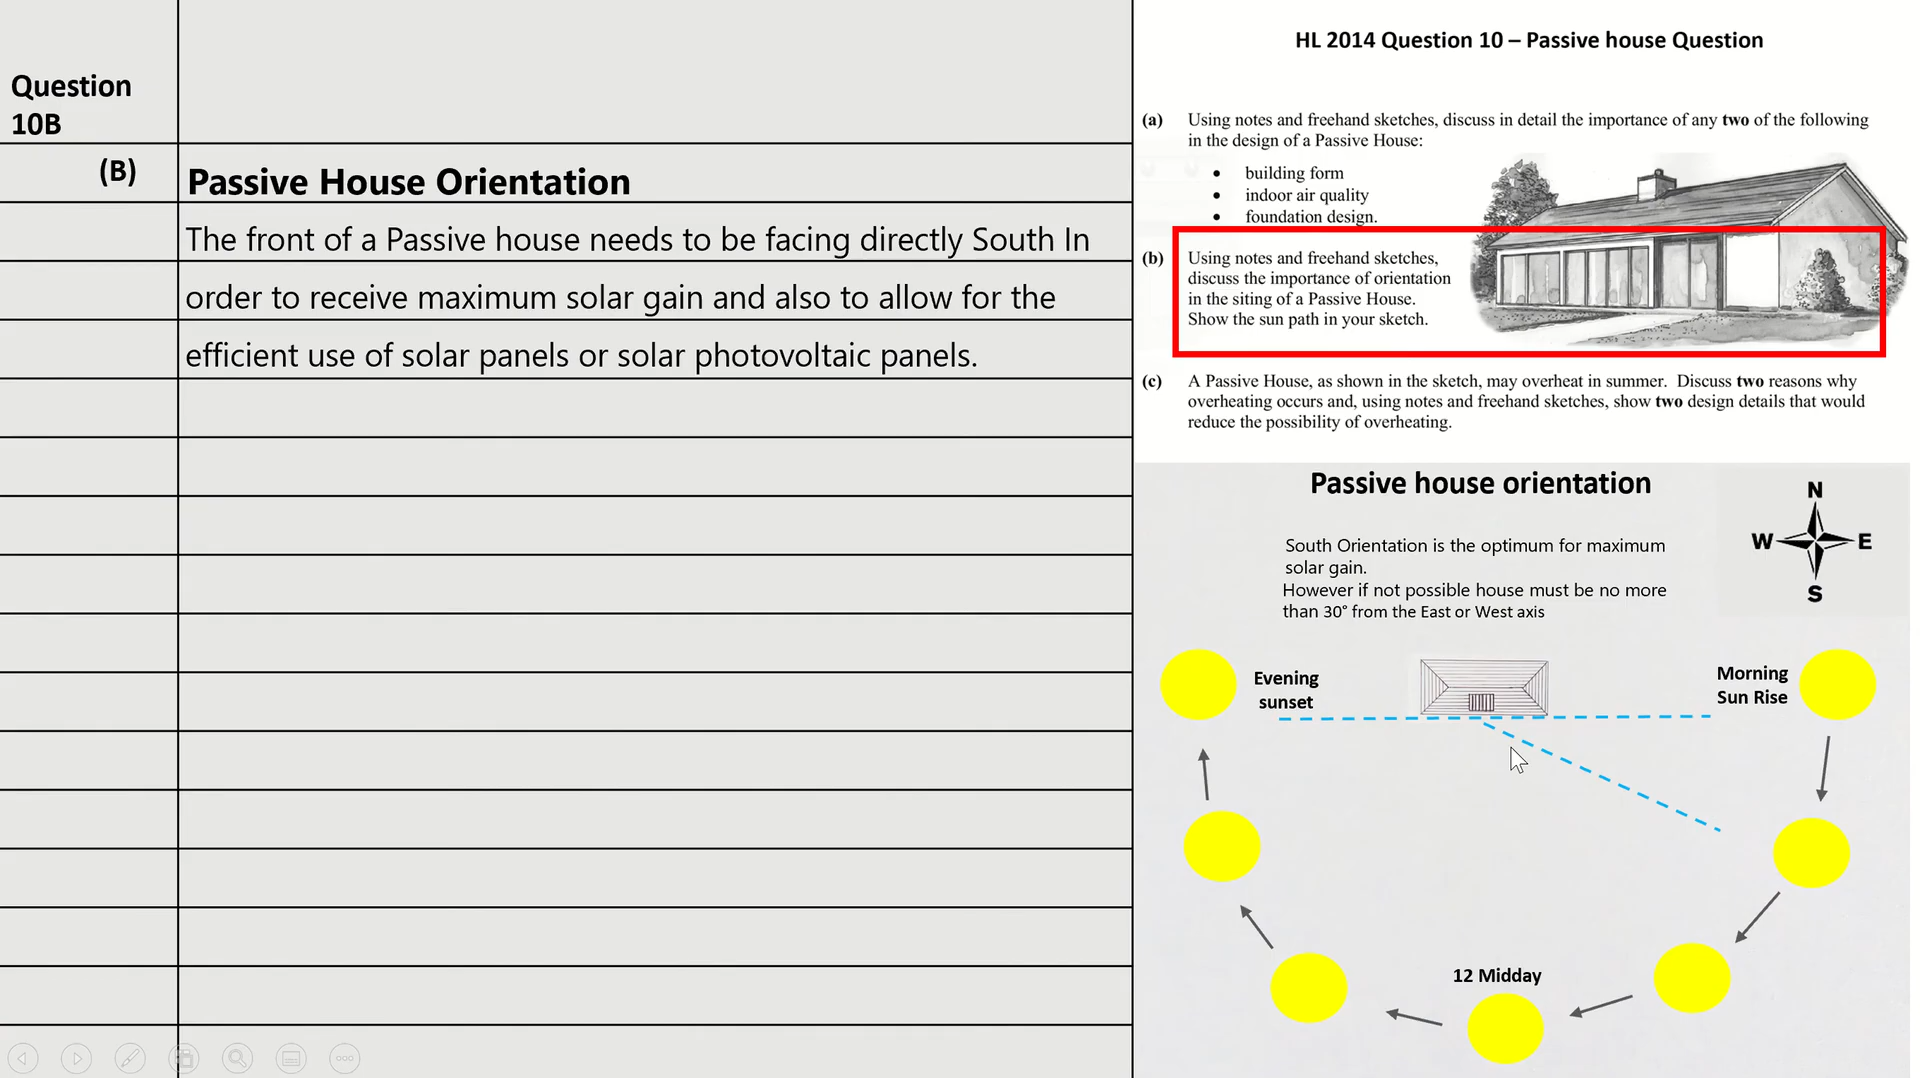 Question
10B
(B)
Passive House Orientation
The front of a Passive house needs to be facing directly South In
order to receive maximum solar gain and also to allow for the
efficient use of solar panels or solar photovoltaic panels.
HL 2014 Question 10 – Passive house Question
(a) Using notes and freehand sketches, discuss in detail the importance of any two of the following
in the design of a Passive House:
• building form
• indoor air quality
• foundation design.
(b) Using notes and freehand sketches,
discuss the importance of orientation
in the siting of a Passive House.
Show the sun path in your sketch.
(c) A Passive House, as shown in the sketch, may overheat in summer. Discuss two reasons why
overheating occurs and, using notes and freehand sketches, show two design details that would
reduce the possibility of overheating.
Passive house orientation
N
W E
S
South Orientation is the optimum for maximum
solar gain.
However if not possible house must be no more
than 30° from the East or West axis
Evening
sunset
Morning
Sun Rise
12 Midday